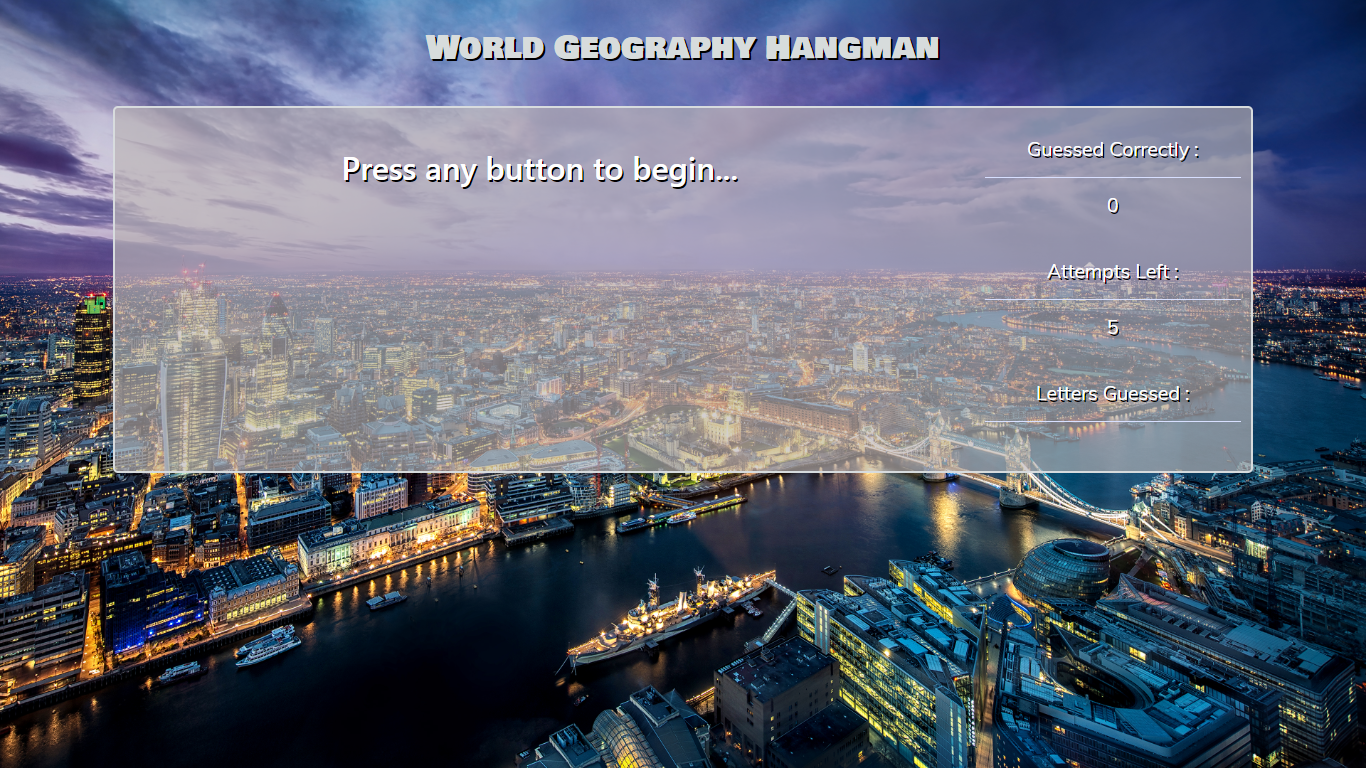 World Geography Hangman
Press any button to begin...
Guessed Correctly :
0
Attempts Left :
5
Letters Guessed :